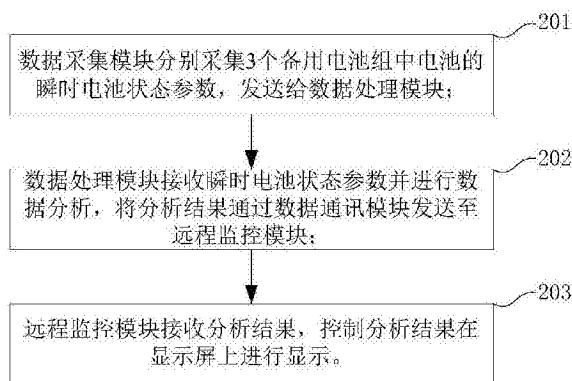 201
数据采集模块分别采集3个备用电池组中电池的
瞬时电池状态参数，发送给数据处理模块；
202
数据处理模块接收瞬时电池状态参数并进行数
据分析，将分析结果通过数据通讯模块发送至
远程监控模块；
203
远程监控模块接收分析结果，控制分析结果在
显示屏上进行显示。